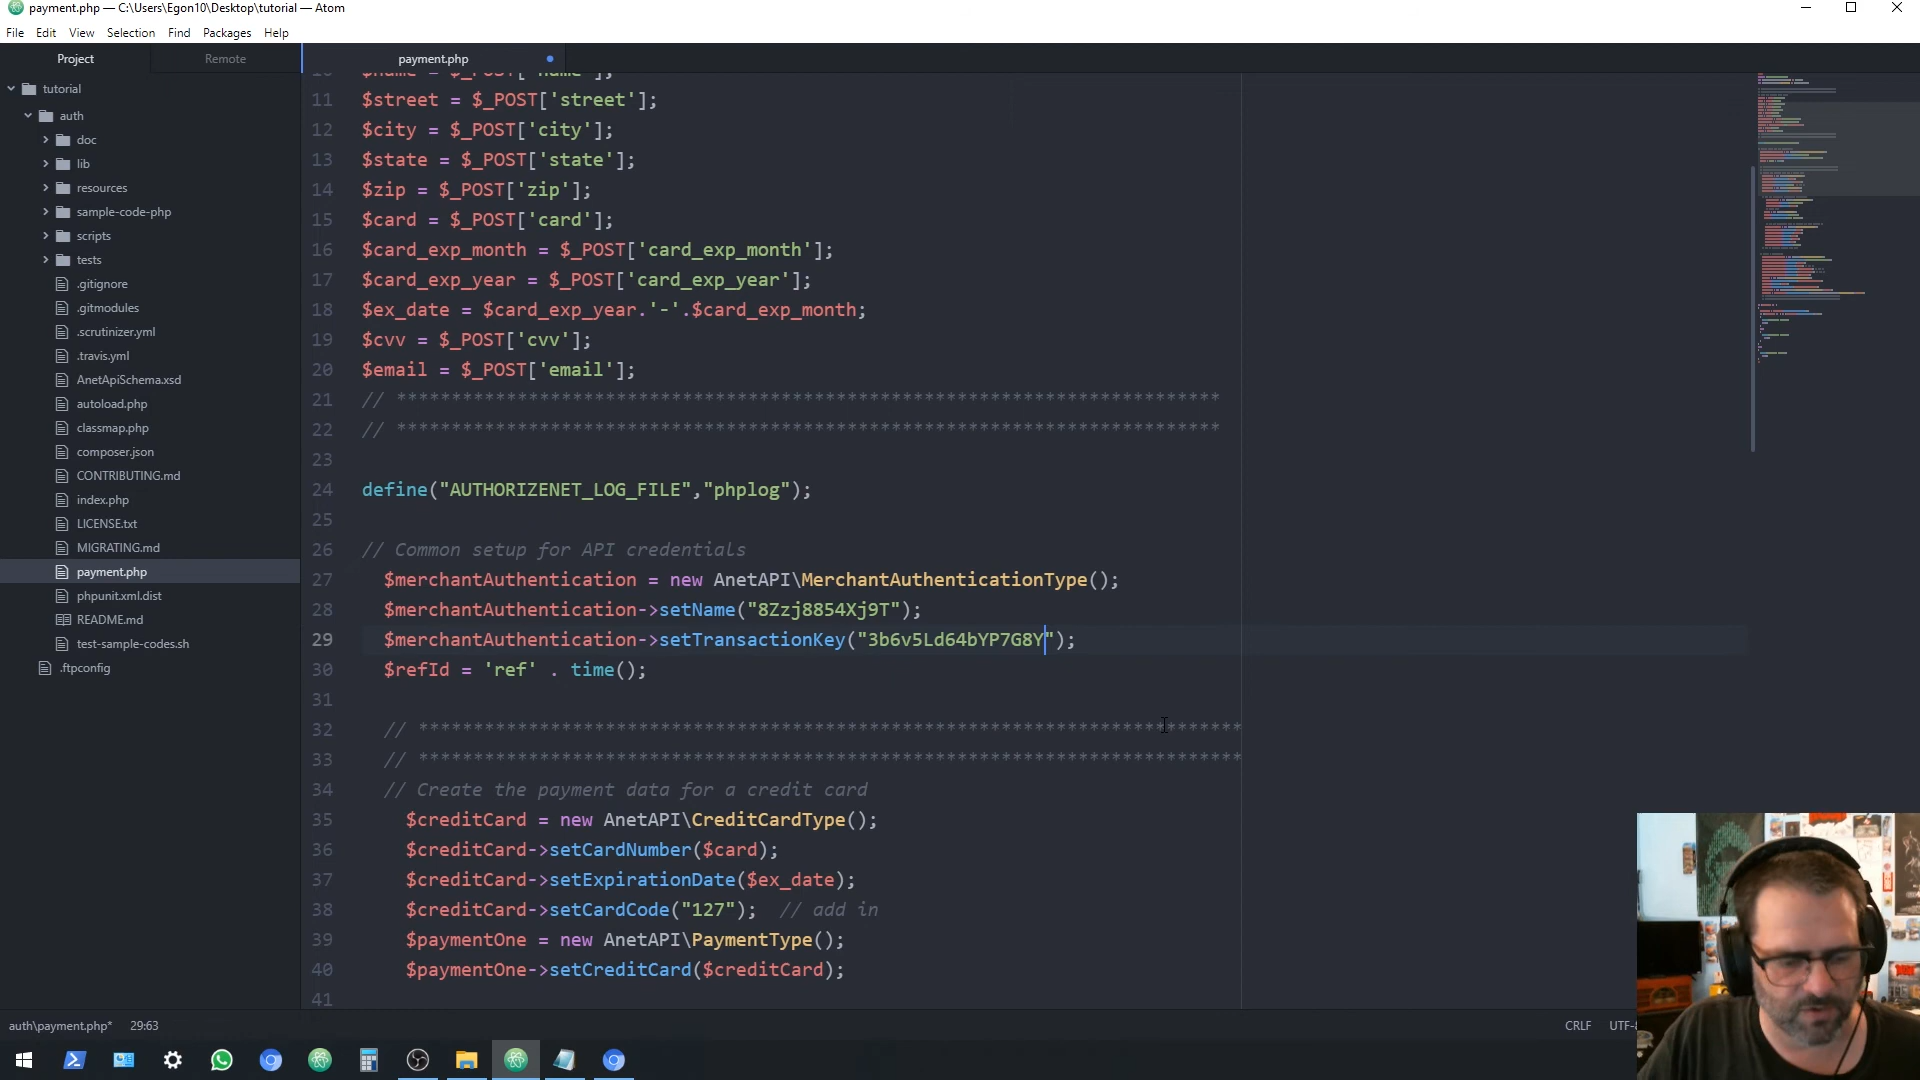 payment.php — C:\Users\Egon10\Desktop\tutorial — Atom
File Edit View Selection Find Packages Help
Project Remote payment.php
tutorial
auth
doc
lib
resources
sample-code-php
scripts
tests
.gitignore
.gitmodules
.scrutinizer.yml
.travis.yml
AnetApiSchema.xsd
autoload.php
classmap.php
composer.json
CONTRIBUTING.md
index.php
LICENSE.txt
MIGRATING.md
payment.php
phpunit.xml.dist
README.md
test-sample-codes.sh
.ftpconfig
10 $name = $_POST['name'];
11 $street = $_POST['street'];
12 $city = $_POST['city'];
13 $state = $_POST['state'];
14 $zip = $_POST['zip'];
15 $card = $_POST['card'];
16 $card_exp_month = $_POST['card_exp_month'];
17 $card_exp_year = $_POST['card_exp_year'];
18 $ex_date = $card_exp_year.'-'.$card_exp_month;
19 $cvv = $_POST['cvv'];
20 $email = $_POST['email'];
21 // ***************************************************************************
22 // ***************************************************************************
23
24 define("AUTHORIZENET_LOG_FILE","phplog");
25
26 // Common setup for API credentials
27 $merchantAuthentication = new AnetAPI\MerchantAuthenticationType();
28 $merchantAuthentication->setName("8Zzj8854Xj9T");
29 $merchantAuthentication->setTransactionKey("3b6v5Ld64bYP7G8Y");
30 $refId = 'ref' . time();
31
32 // ***************************************************************************
33 // ***************************************************************************
34 // Create the payment data for a credit card
35 $creditCard = new AnetAPI\CreditCardType();
36 $creditCard->setCardNumber($card);
37 $creditCard->setExpirationDate($ex_date);
38 $creditCard->setCardCode("127"); // add in
39 $paymentOne = new AnetAPI\PaymentType();
40 $paymentOne->setCreditCard($creditCard);
41
auth\payment.php* 29:63 CRLF